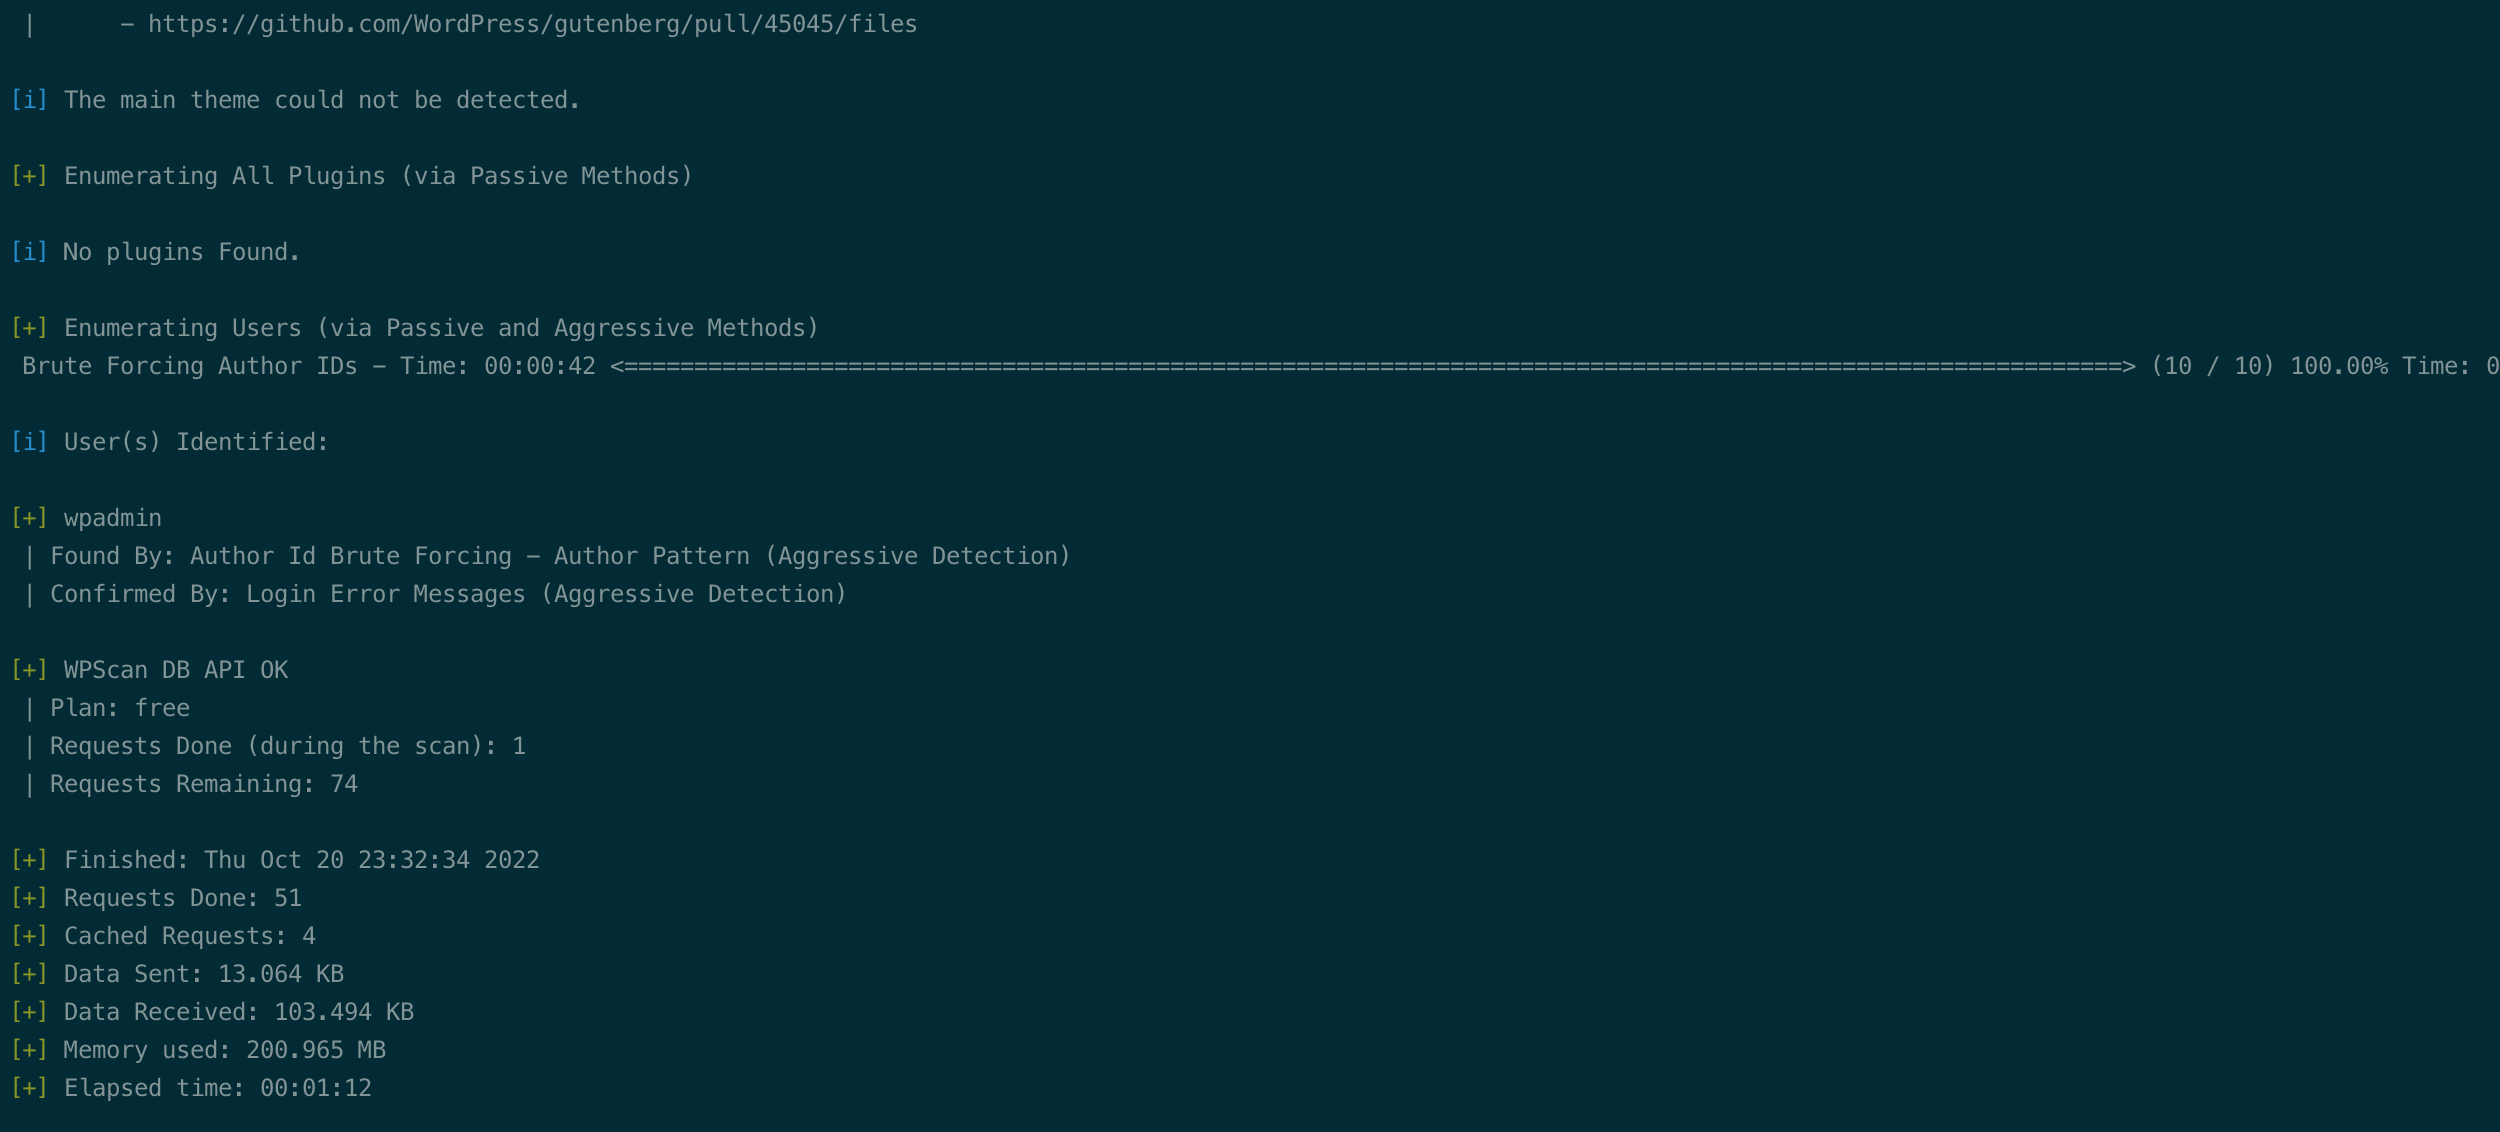 |      – https://github.com/WordPress/gutenberg/pull/45045/files
[i] The main theme could not be detected.
[+] Enumerating All Plugins (via Passive Methods)
[i] No plugins Found.
[+] Enumerating Users (via Passive and Aggressive Methods)
Brute Forcing Author IDs – Time: 00:00:42 <===========================================================================================================> (10 / 10) 100.00% Time: 0
[i] User(s) Identified:
[+] wpadmin
| Found By: Author Id Brute Forcing – Author Pattern (Aggressive Detection)
| Confirmed By: Login Error Messages (Aggressive Detection)
[+] WPScan DB API OK
| Plan: free
| Requests Done (during the scan): 1
| Requests Remaining: 74
[+] Finished: Thu Oct 20 23:32:34 2022
[+] Requests Done: 51
[+] Cached Requests: 4
[+] Data Sent: 13.064 KB
[+] Data Received: 103.494 KB
[+] Memory used: 200.965 MB
[+] Elapsed time: 00:01:12